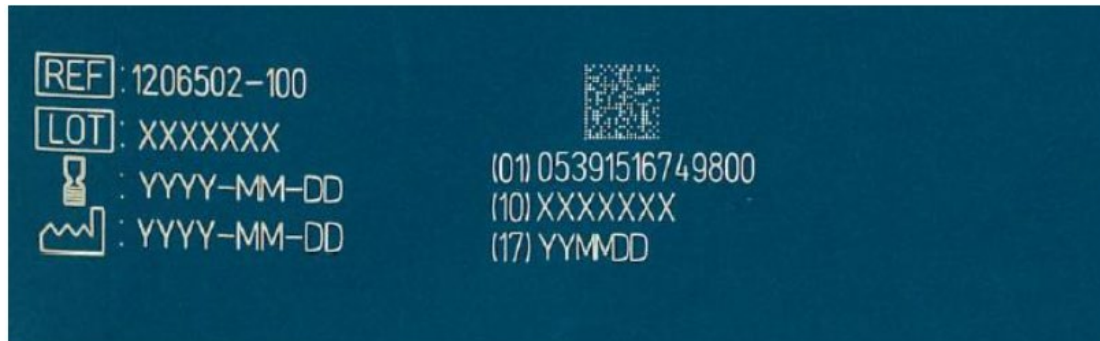 REF : 1206502-100
LOT : XXXXXXX
: YYYY-MM-DD
: YYYY-MM-DD
(01) 05391516749800
(10) XXXXXXX
(17) YYMMDD